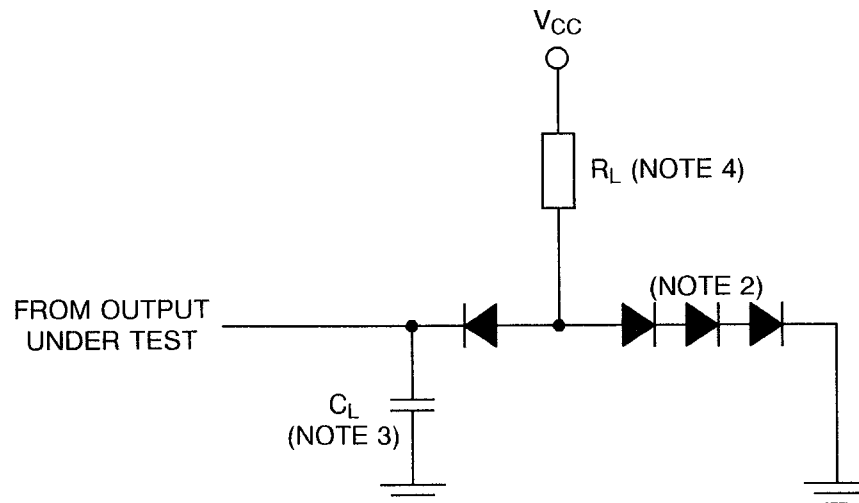 VCC
RL (NOTE 4)
(NOTE 2)
FROM OUTPUT
UNDER TEST
CL
(NOTE 3)